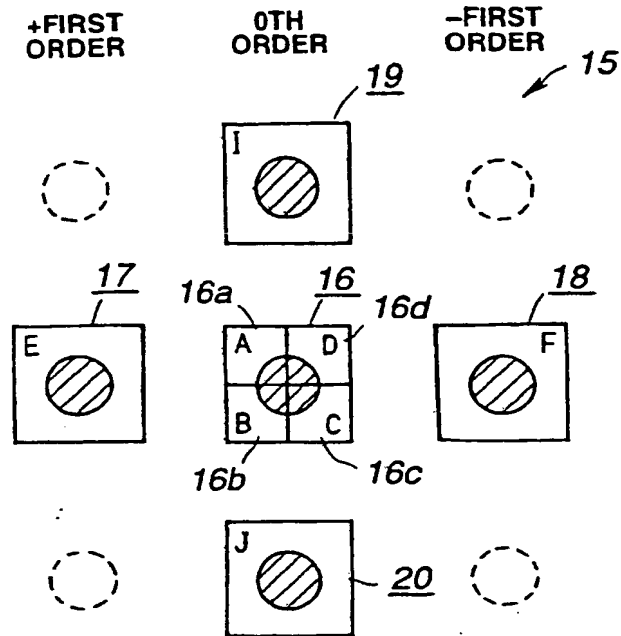 +FIRST ORDER
0TH ORDER
-FIRST ORDER
15
19
I
17
16a
16
16d
18
E
A
D
F
B
C
16b
16c
J
20